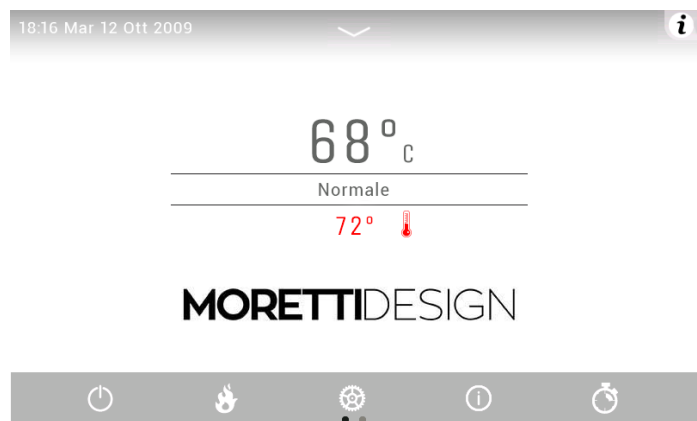 18:16 Mar 12 Ott 2009
i
68° C
Normale
72°
MORETTIDESIGN